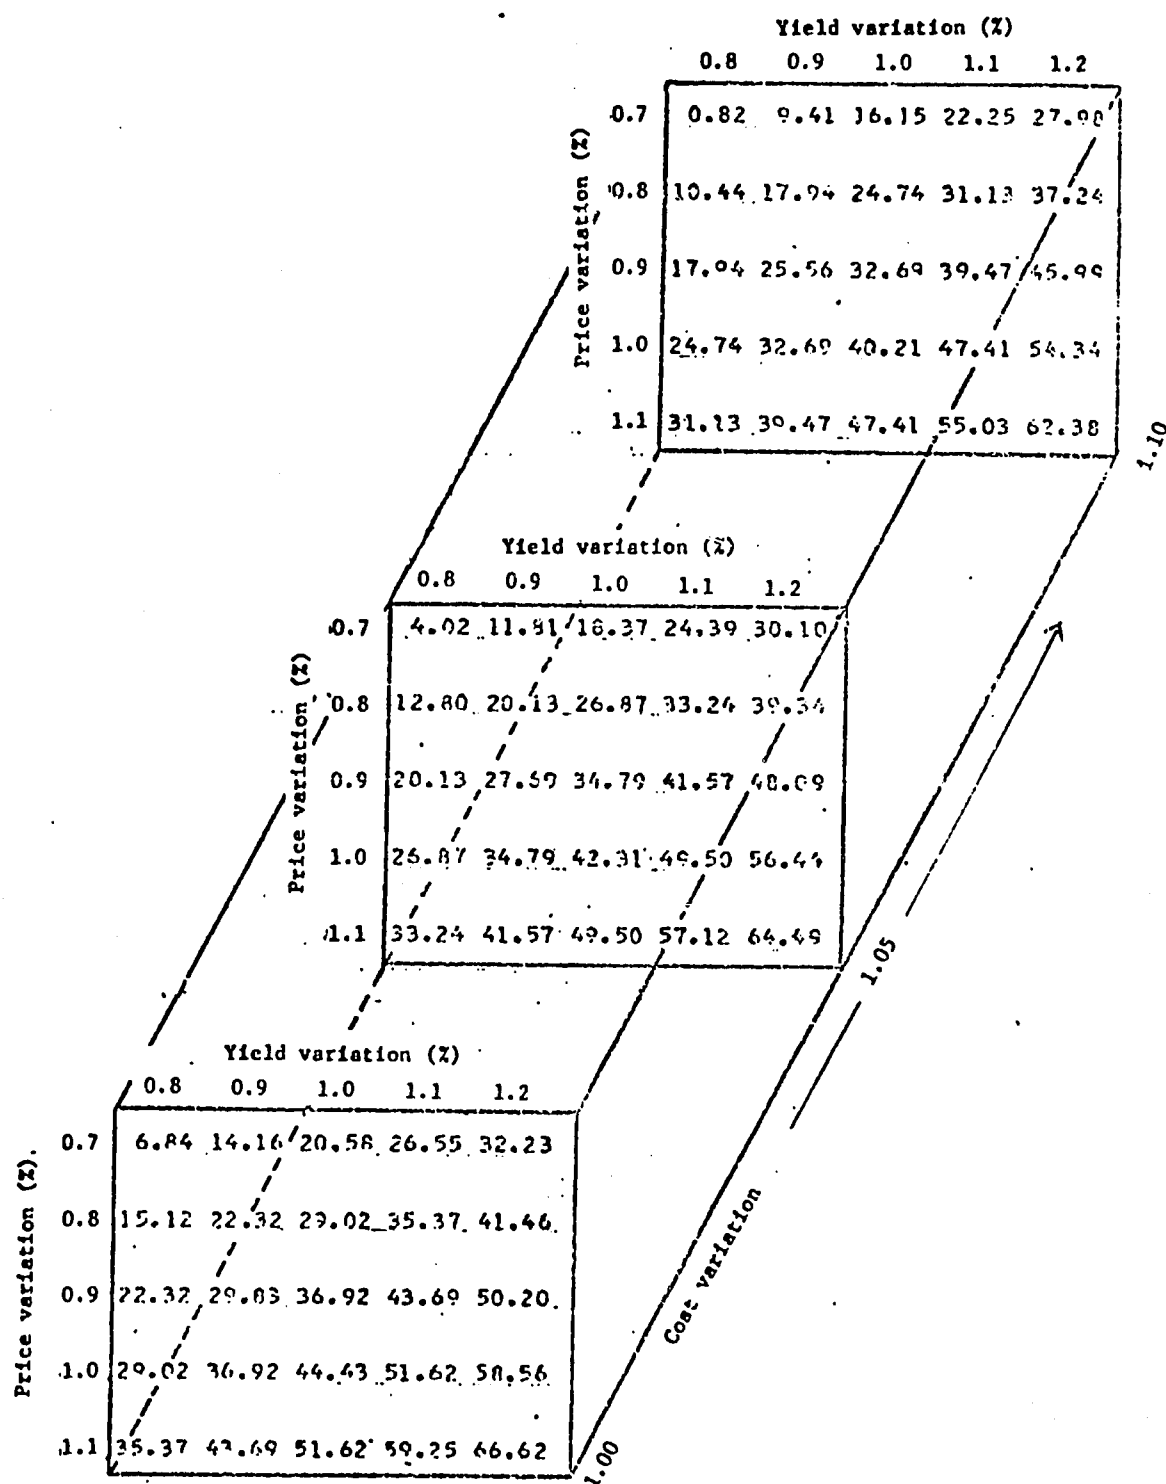 Yield variation (%)
0.8 0.9 1.0 1.1 1.2
Price variation (%)
0.7 0.82 9.41 16.15 22.25 27.98
0.8 10.44 17.94 24.74 31.13 37.24
0.9 17.94 25.56 32.69 39.47 45.99
1.0 24.74 32.69 40.21 47.41 54.34
1.1 31.13 39.47 47.41 55.03 62.38
1.10
Yield variation (%)
0.8 0.9 1.0 1.1 1.2
Price variation (%)
0.7 4.02 11.81 18.37 24.39 30.10
0.8 12.80 20.13 26.87 33.24 39.34
0.9 20.13 27.69 34.79 41.57 48.09
1.0 26.87 34.79 42.31 49.50 56.44
1.1 33.24 41.57 49.50 57.12 64.49
1.05
Yield variation (%)
0.8 0.9 1.0 1.1 1.2
Price variation (%)
0.7 6.84 14.16 20.58 26.55 32.23
0.8 15.12 22.32 29.02 35.37 41.46
0.9 22.32 29.83 36.92 43.69 50.20
1.0 29.02 36.92 44.43 51.62 58.56
1.1 35.37 43.69 51.62 59.25 66.62
Cost variation
1.00